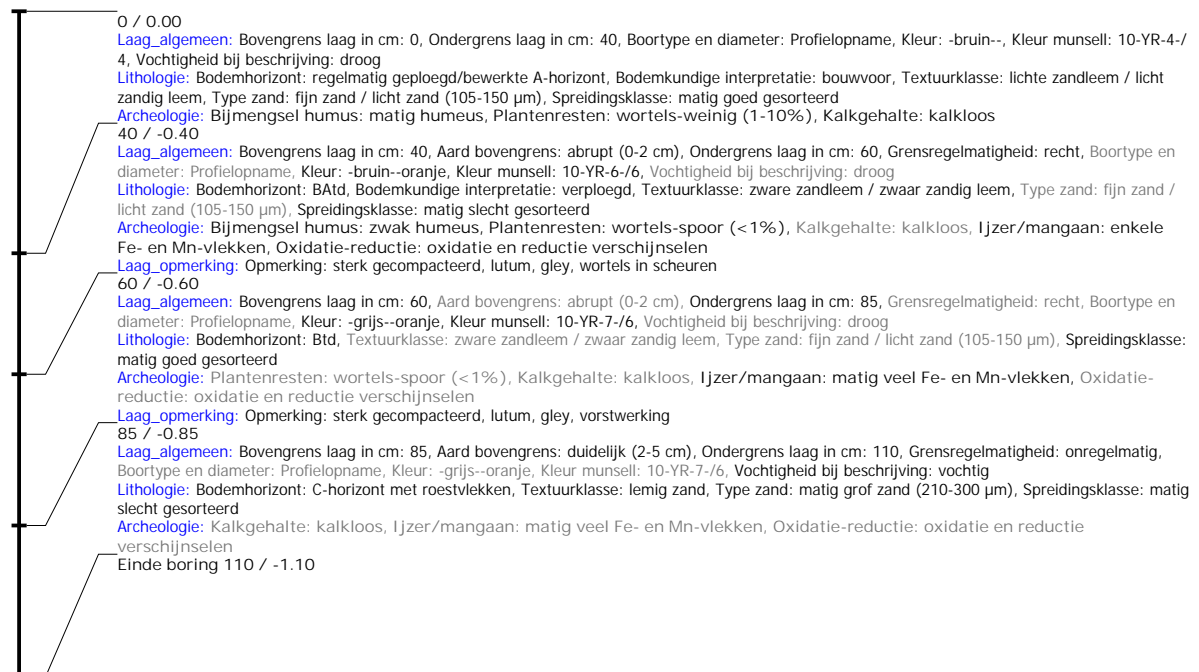 0 / 0.00
Laag_algemeen: Bovengrens laag in cm: 0, Ondergrens laag in cm: 40, Boortype en diameter: Profielopname, Kleur: -bruin--, Kleur munsell: 10-YR-4-/
4, Vochtigheid bij beschrijving: droog
Lithologie: Bodemhorizont: regelmatig geploegd/bewerkte A-horizont, Bodemkundige interpretatie: bouwvoor, Textuurklasse: lichte zandleem / licht
zandig leem, Type zand: fijn zand / licht zand (105-150 µm), Spreidingsklasse: matig goed gesorteerd
Archeologie: Bijmengsel humus: matig humeus, Plantenresten: wortels-weinig (1-10%), Kalkgehalte: kalkloos
40 / -0.40
Laag_algemeen: Bovengrens laag in cm: 40, Aard bovengrens: abrupt (0-2 cm), Ondergrens laag in cm: 60, Grensregelmatigheid: recht, Boortype en
diameter: Profielopname, Kleur: -bruin--oranje, Kleur munsell: 10-YR-6-/6, Vochtigheid bij beschrijving: droog
Lithologie: Bodemhorizont: BAtd, Bodemkundige interpretatie: verploegd, Textuurklasse: zware zandleem / zwaar zandig leem, Type zand: fijn zand /
licht zand (105-150 µm), Spreidingsklasse: matig slecht gesorteerd
Archeologie: Bijmengsel humus: zwak humeus, Plantenresten: wortels-spoor (<1%), Kalkgehalte: kalkloos, Ijzer/mangaan: enkele
Fe- en Mn-vlekken, Oxidatie-reductie: oxidatie en reductie verschijnselen
Laag_opmerking: Opmerking: sterk gecompacteerd, lutum, gley, wortels in scheuren
60 / -0.60
Laag_algemeen: Bovengrens laag in cm: 60, Aard bovengrens: abrupt (0-2 cm), Ondergrens laag in cm: 85, Grensregelmatigheid: recht, Boortype en
diameter: Profielopname, Kleur: -grijs--oranje, Kleur munsell: 10-YR-7-/6, Vochtigheid bij beschrijving: droog
Lithologie: Bodemhorizont: Btd, Textuurklasse: zware zandleem / zwaar zandig leem, Type zand: fijn zand / licht zand (105-150 µm), Spreidingsklasse:
matig goed gesorteerd
Archeologie: Plantenresten: wortels-spoor (<1%), Kalkgehalte: kalkloos, Ijzer/mangaan: matig veel Fe- en Mn-vlekken, Oxidatie-
reductie: oxidatie en reductie verschijnselen
Laag_opmerking: Opmerking: sterk gecompacteerd, lutum, gley, vorstwerking
85 / -0.85
Laag_algemeen: Bovengrens laag in cm: 85, Aard bovengrens: duidelijk (2-5 cm), Ondergrens laag in cm: 110, Grensregelmatigheid: onregelmatig,
Boortype en diameter: Profielopname, Kleur: -grijs--oranje, Kleur munsell: 10-YR-7-/6, Vochtigheid bij beschrijving: vochtig
Lithologie: Bodemhorizont: C-horizont met roestvlekken, Textuurklasse: lemig zand, Type zand: matig grof zand (210-300 µm), Spreidingsklasse: matig
slecht gesorteerd
Archeologie: Kalkgehalte: kalkloos, Ijzer/mangaan: matig veel Fe- en Mn-vlekken, Oxidatie-reductie: oxidatie en reductie
verschijnselen
Einde boring 110 / -1.10